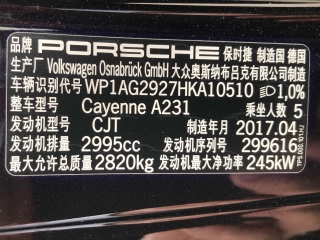 品牌 PORSCHE 保时捷 制造国 德国
生产厂 Volkswagen Osnabrück GmbH 大众奥斯纳布吕克有限公司制造
车辆识别代号 WP1AG2927HKA10510 1,0%
整车型号 Cayenne A231 乘坐人数 5
发动机型号 CJT 制造年月 2017.04
发动机排量 2995cc 发动机序列号 299616
最大允许总质量 2820kg 发动机最大净功率 245kW